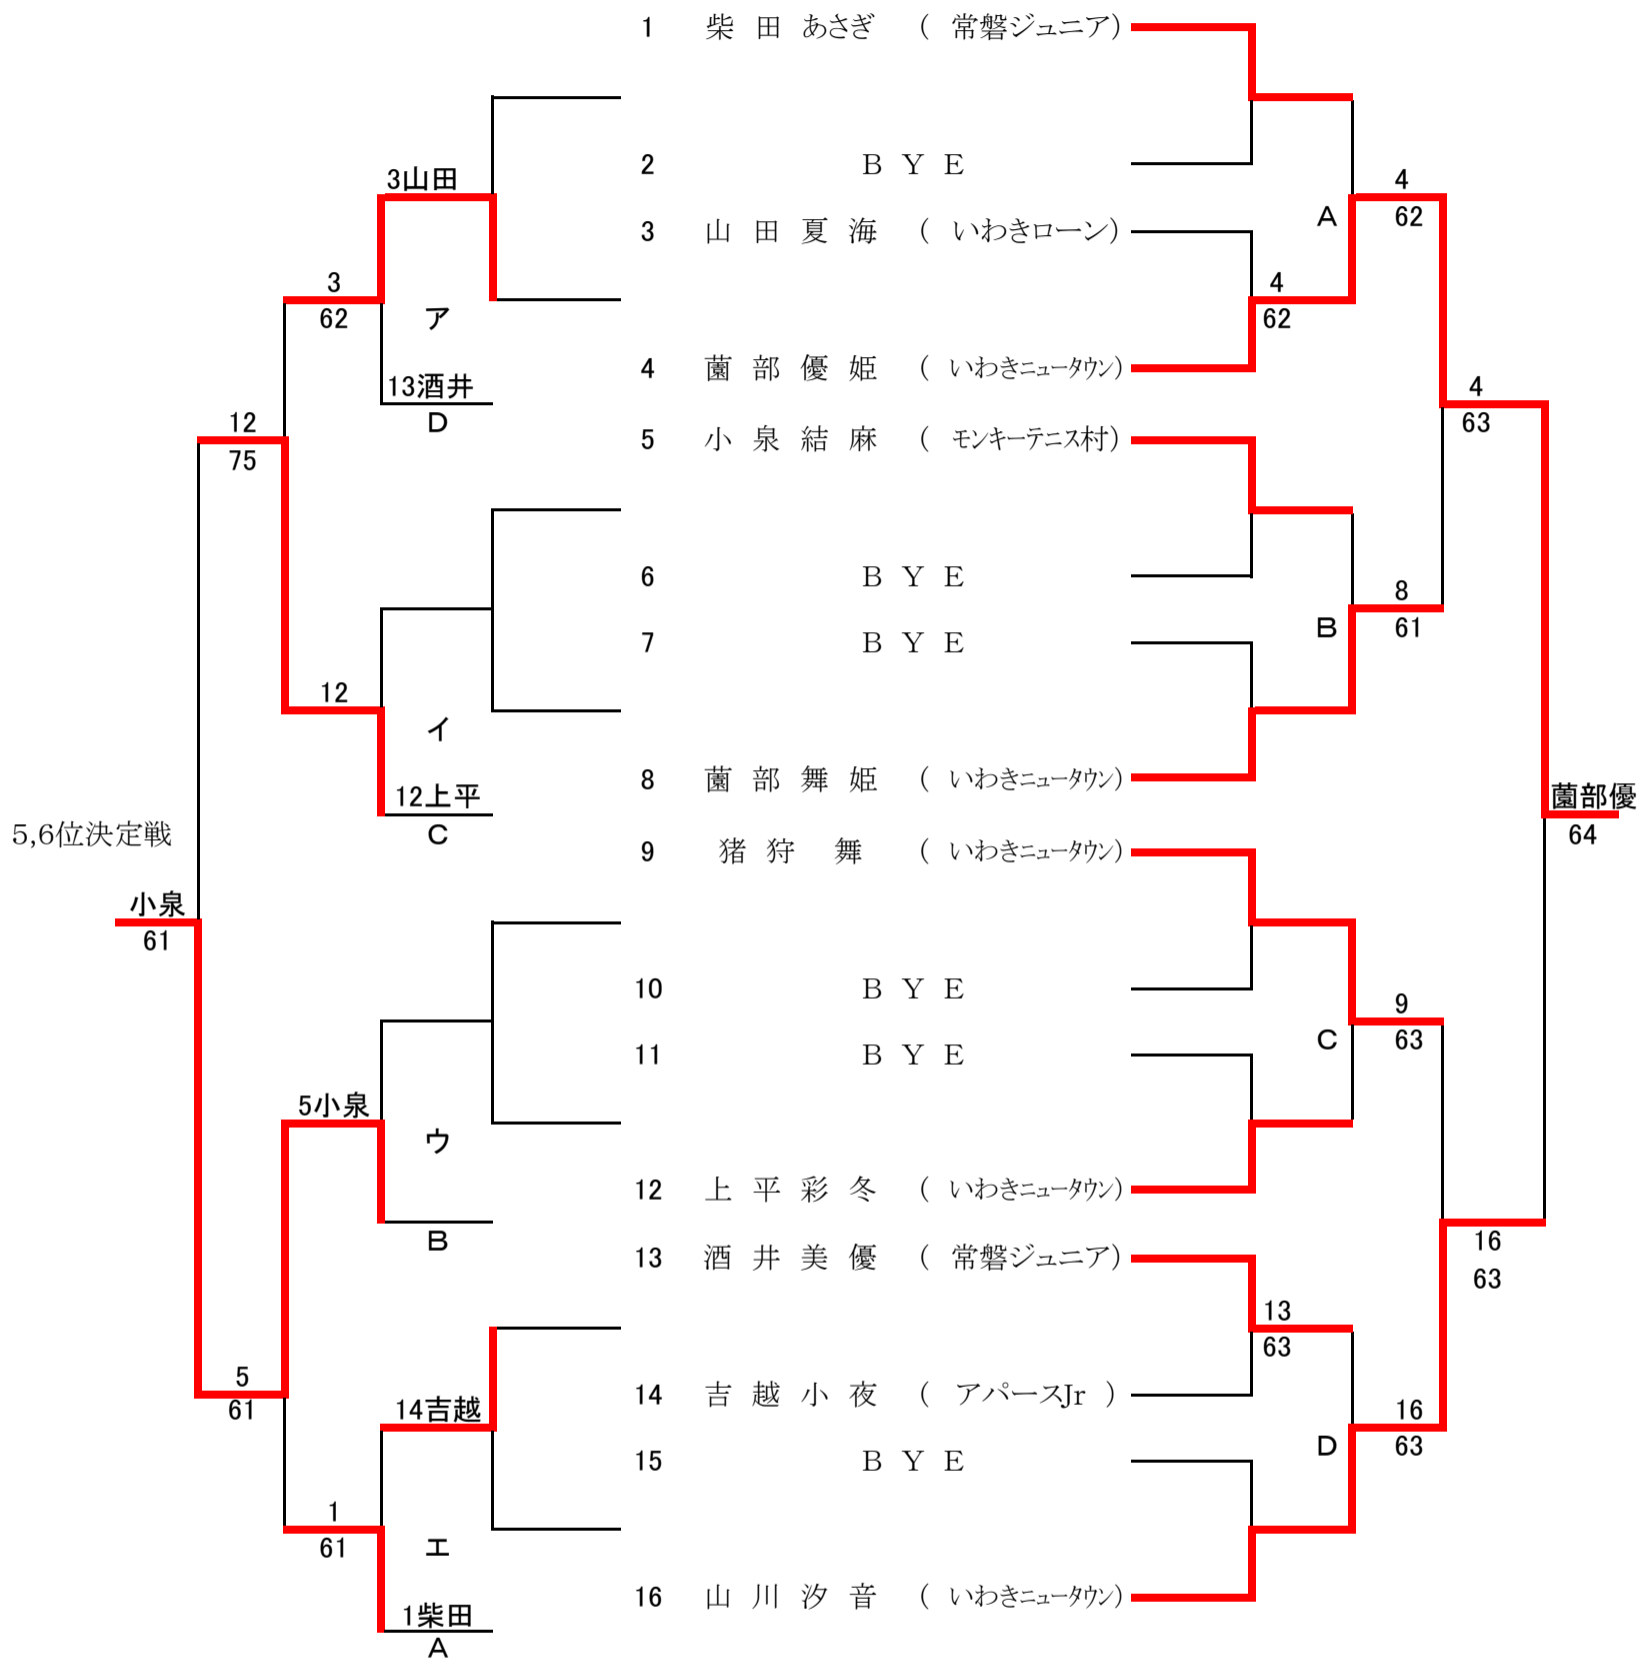 1 柴田 あさぎ ( 常磐ジュニア)
2 BYE
3 山田夏海 ( いわきローン)
4 薗部優姫 ( いわきニュータウン)
5 小泉結麻 ( モンキーテニス村)
6 BYE
7 BYE
8 薗部舞姫 ( いわきニュータウン)
9 猪狩 舞 ( いわきニュータウン)
10 BYE
11 BYE
12 上平彩冬 ( いわきニュータウン)
13 酒井美優 ( 常磐ジュニア)
14 吉越小夜 ( アパースJr )
15 BYE
16 山川汐音 ( いわきニュータウン)
3山田
3
62
ア
13酒井
D
12
75
12
イ
12上平
C
5,6位決定戦
小泉
61
5小泉
ウ
B
5
61
14吉越
1
61
エ
1柴田
A
4
62
A
4
62
4
63
8
61
B
薗部優
64
9
63
C
16
63
13
63
16
63
D